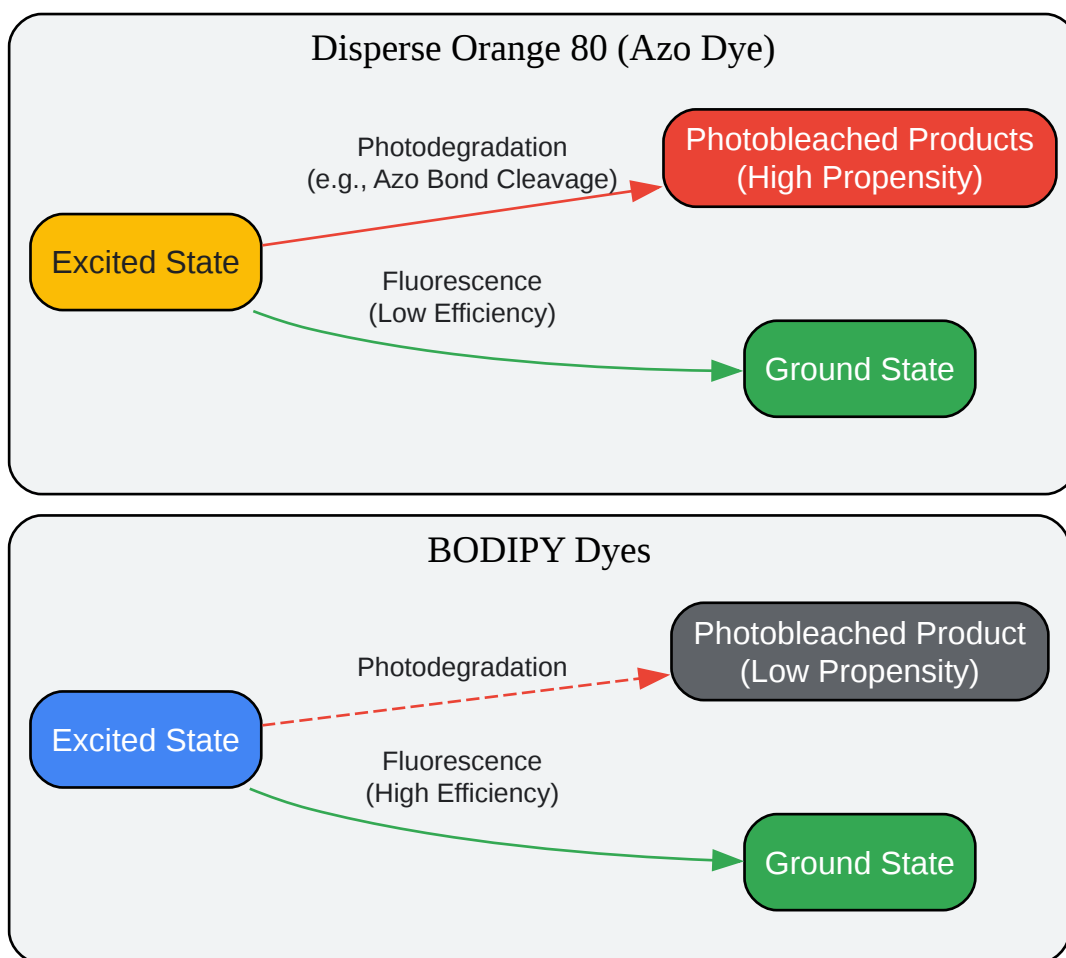 Disperse Orange 80 (Azo Dye)
Photodegradation
(e.g., Azo Bond Cleavage)
Photobleached Products
(High Propensity)
Excited State
Fluorescence
(Low Efficiency)
Ground State
BODIPY Dyes
Photodegradation
Photobleached Product
(Low Propensity)
Excited State
Fluorescence
(High Efficiency)
Ground State